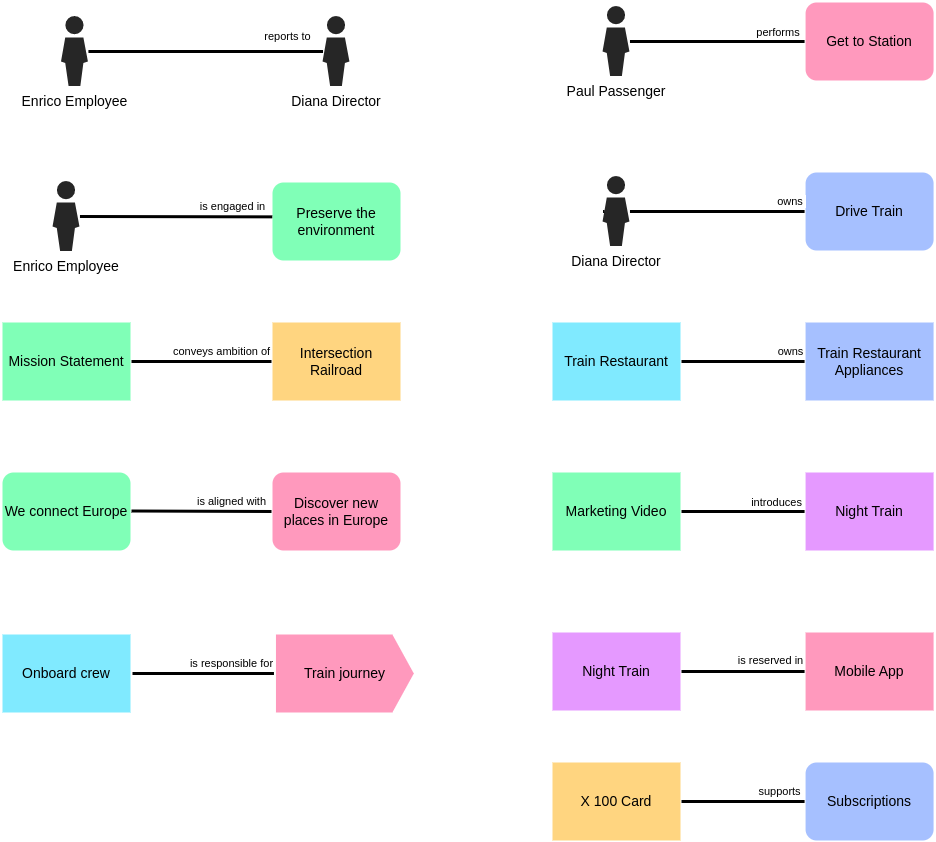 reports to
Enrico Employee
Diana Director
performs
Get to Station
Paul Passenger
is engaged in
Preserve the
environment
Enrico Employee
owns
Drive Train
Diana Director
Mission Statement
conveys ambition of
Intersection
Railroad
Train Restaurant
owns
Train Restaurant
Appliances
We connect Europe
is aligned with
Discover new
places in Europe
Marketing Video
introduces
Night Train
Onboard crew
is responsible for
Train journey
Night Train
is reserved in
Mobile App
X 100 Card
supports
Subscriptions